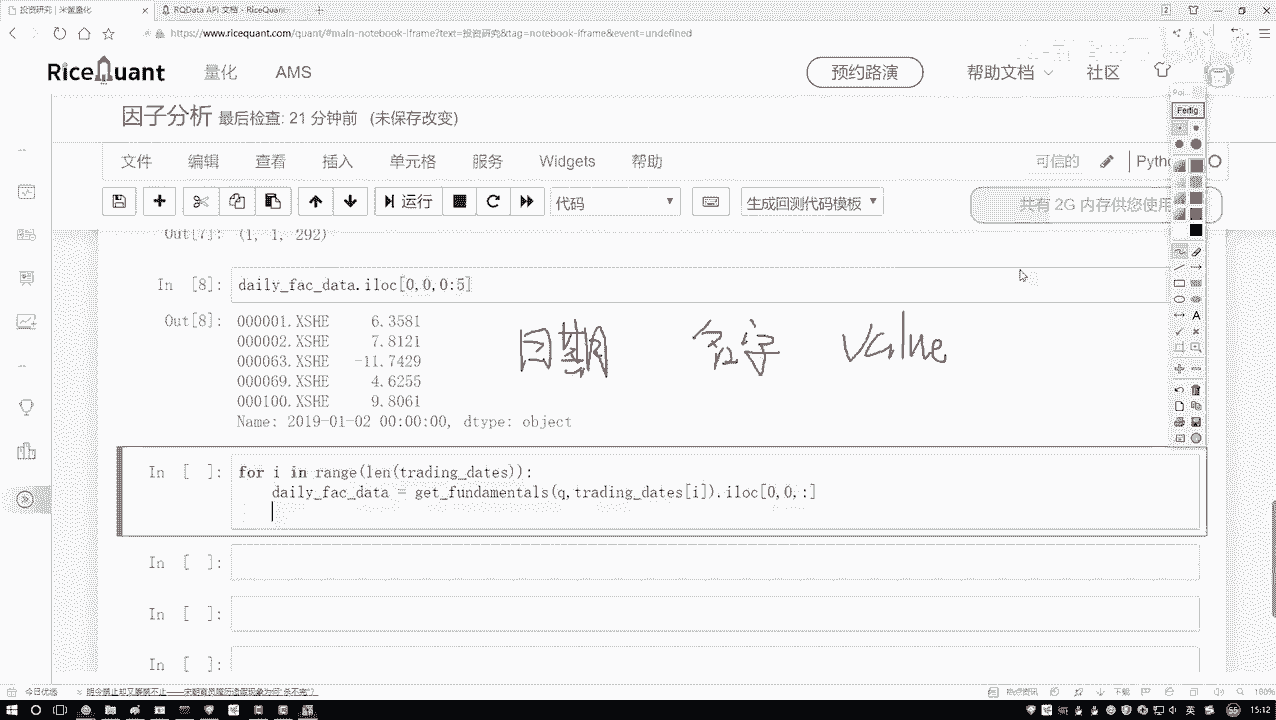 投资研究 | 米筐量化
RQData API 文档 - RiceQuant
https://www.ricequant.com/quant/#main-notebook-iframe?text=投资研究&tag=notebook-iframe&event=undefined
RiceQuant 量化 AMS 预约路演 帮助文档 社区
因子分析 最后检查: 21 分钟前 (未保存改变)
文件 编辑 查看 插入 单元格 服务 Widgets 帮助 可信的
Fertig
运行 代码 生成回测代码模板 共有 2G 内存供您使用
Out[7]: (1, 1, 292)
In [8]: daily_fac_data.iloc[0,0,0:5]
Out[8]: 000001.XSHE 6.3581
000002.XSHE 7.8121
000063.XSHE -11.7429
000069.XSHE 4.6255
000100.XSHE 9.8061
Name: 2019-01-02 00:00:00, dtype: object
日期 名字 Value
In [ ]: for i in range(len(trading_dates)):
daily_fac_data = get_fundamentals(q,trading_dates[i]).iloc[0,0,:]
In [ ]:
In [ ]:
In [ ]:
今日优选
下载
100%
英
15:12